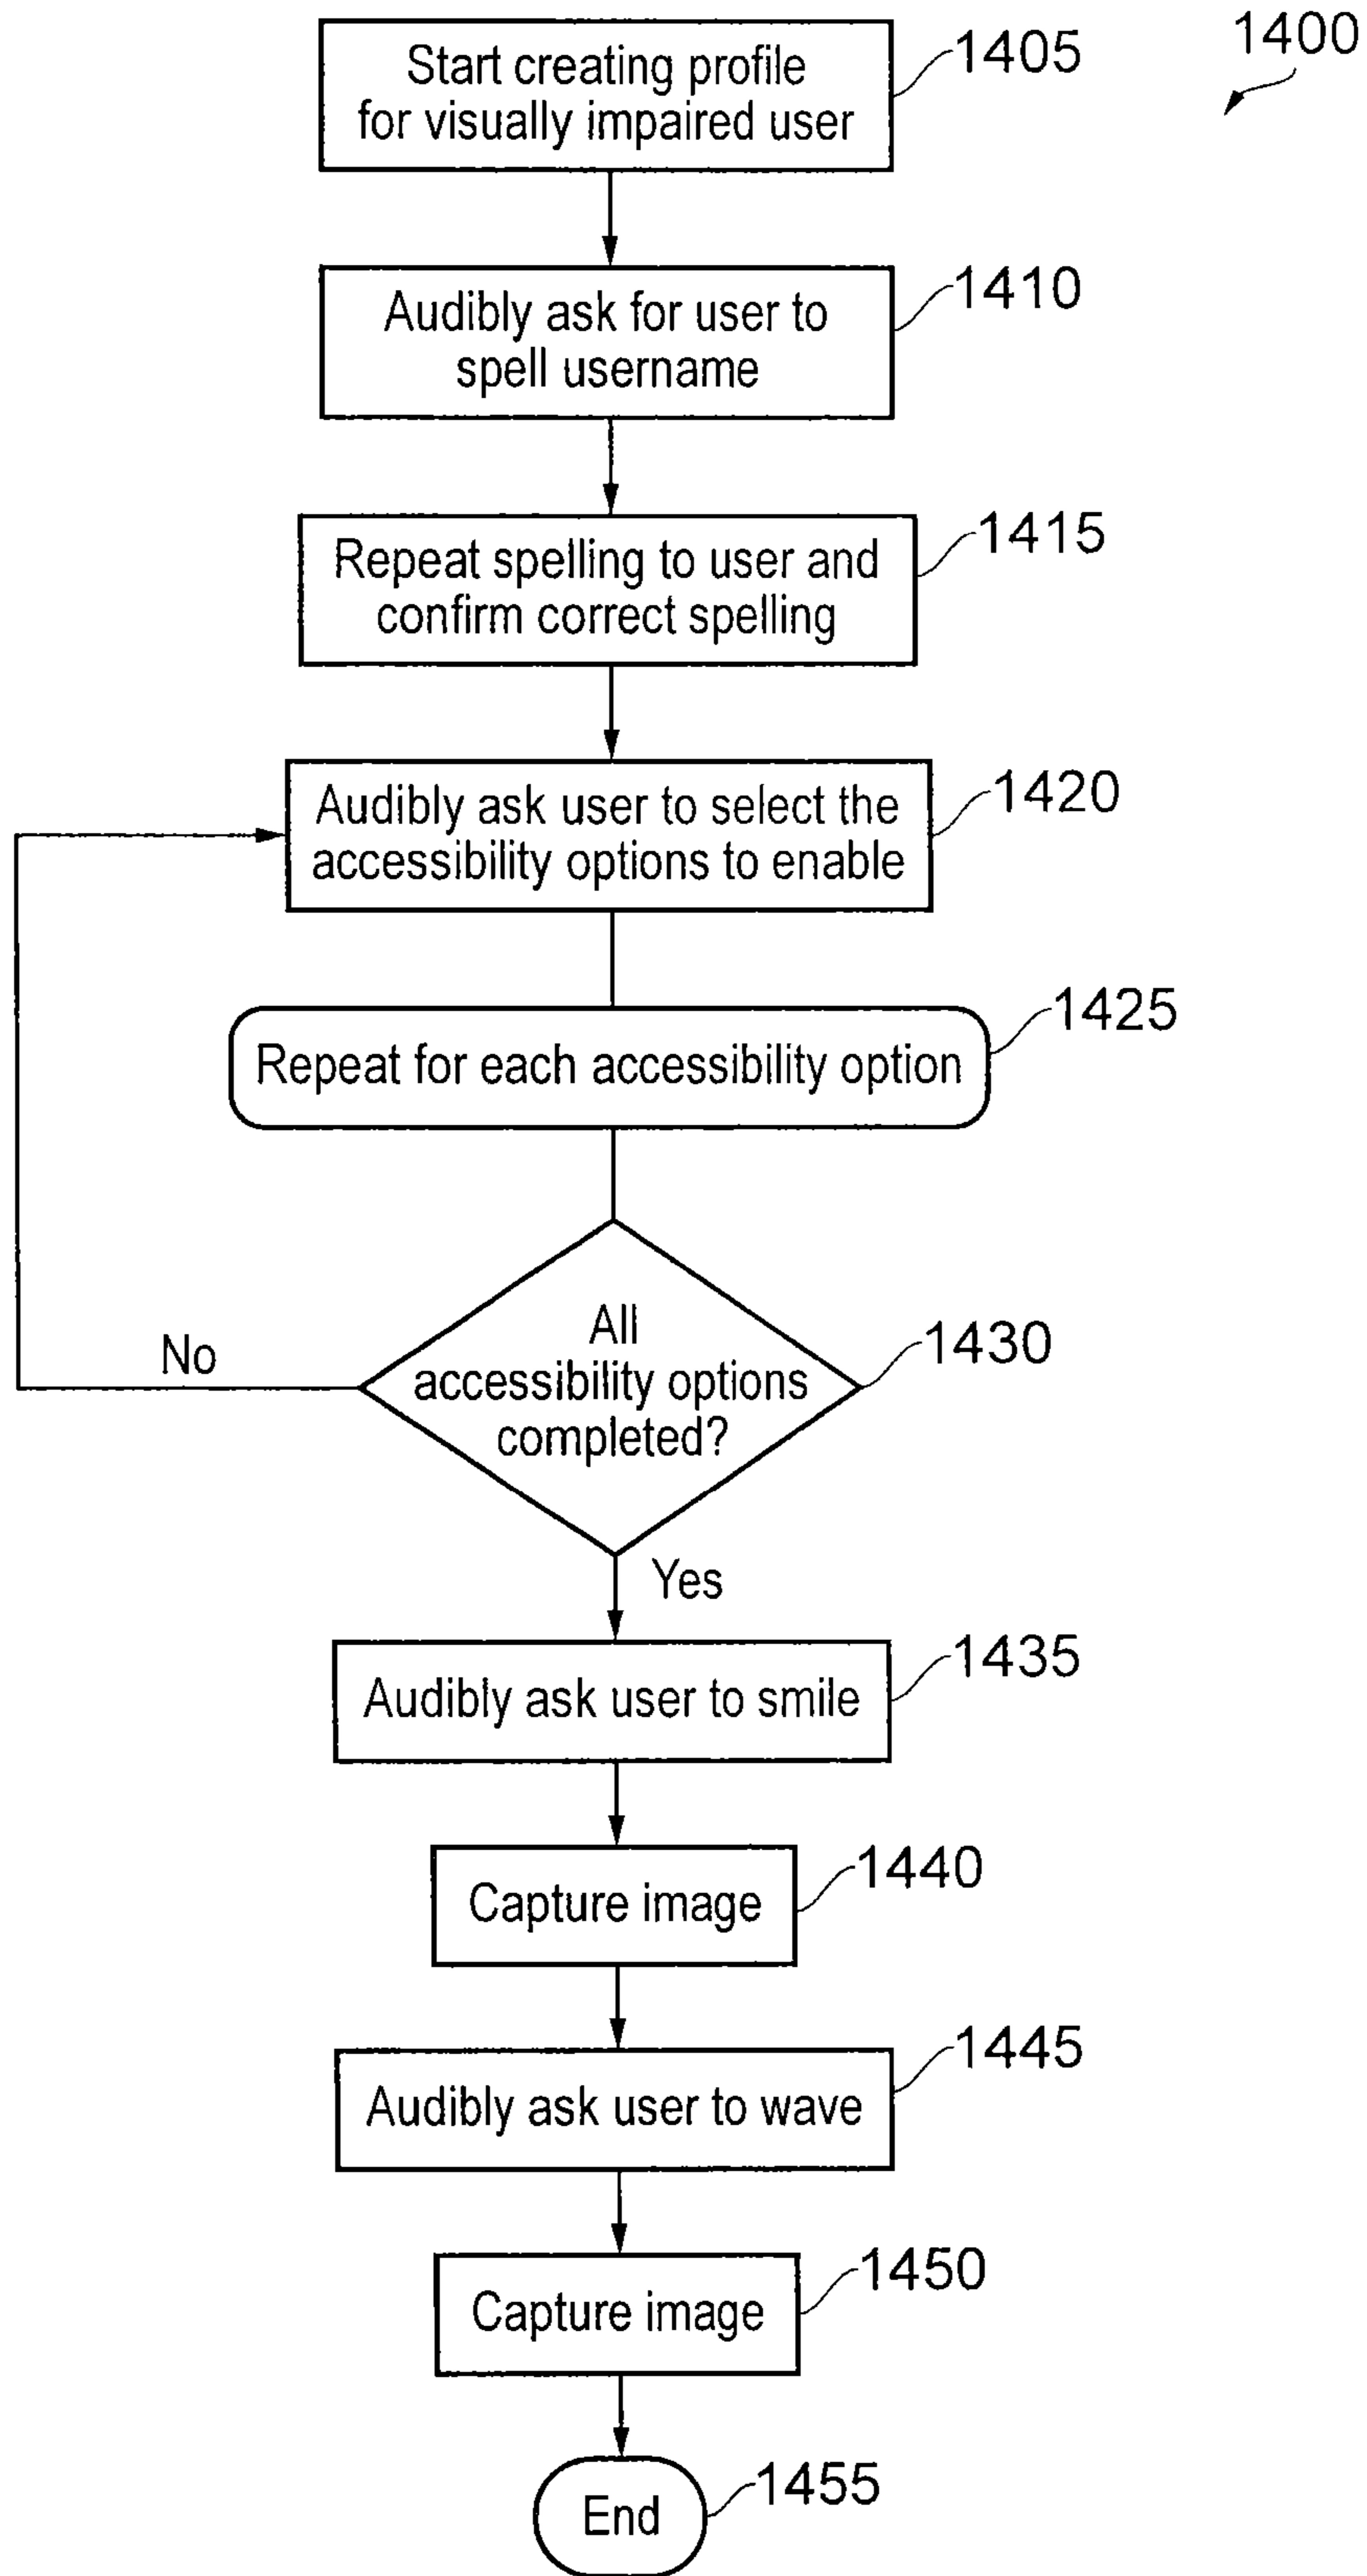 1400
Start creating profile
for visually impaired user
1405
Audibly ask for user to
spell username
1410
Repeat spelling to user and
confirm correct spelling
1415
Audibly ask user to select the
accessibility options to enable
1420
Repeat for each accessibility option
1425
All
accessibility options
completed?
1430
No
Yes
Audibly ask user to smile
1435
Capture image
1440
Audibly ask user to wave
1445
Capture image
1450
End
1455